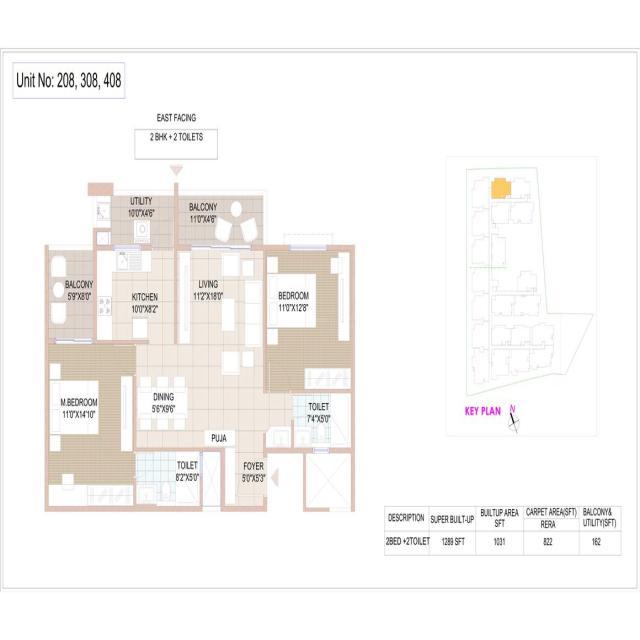 Unit No: 208, 308, 408
EAST FACING
2 BHK + 2 TOILETS
UTILITY
10'0"X4'6"
BALCONY
11'0"X4'6"
BALCONY
5'9"X8'0"
KITCHEN
10'0"X8'2"
LIVING
11'2"X18'0"
BEDROOM
11'0"X12'8"
M.BEDROOM
11'0"X14'10"
DINING
5'6"X9'6"
TOILET
7'4"X5'0"
PUJA
TOILET
8'2"X5'0"
FOYER
5'0"X5'3"
KEY PLAN
N
DESCRIPTION SUPER BUILT-UP BUILTUP AREA SFT CARPET AREA(SFT) RERA BALCONY& UTILITY(SFT)
2BED +2TOILET 1289 SFT 1031 822 162